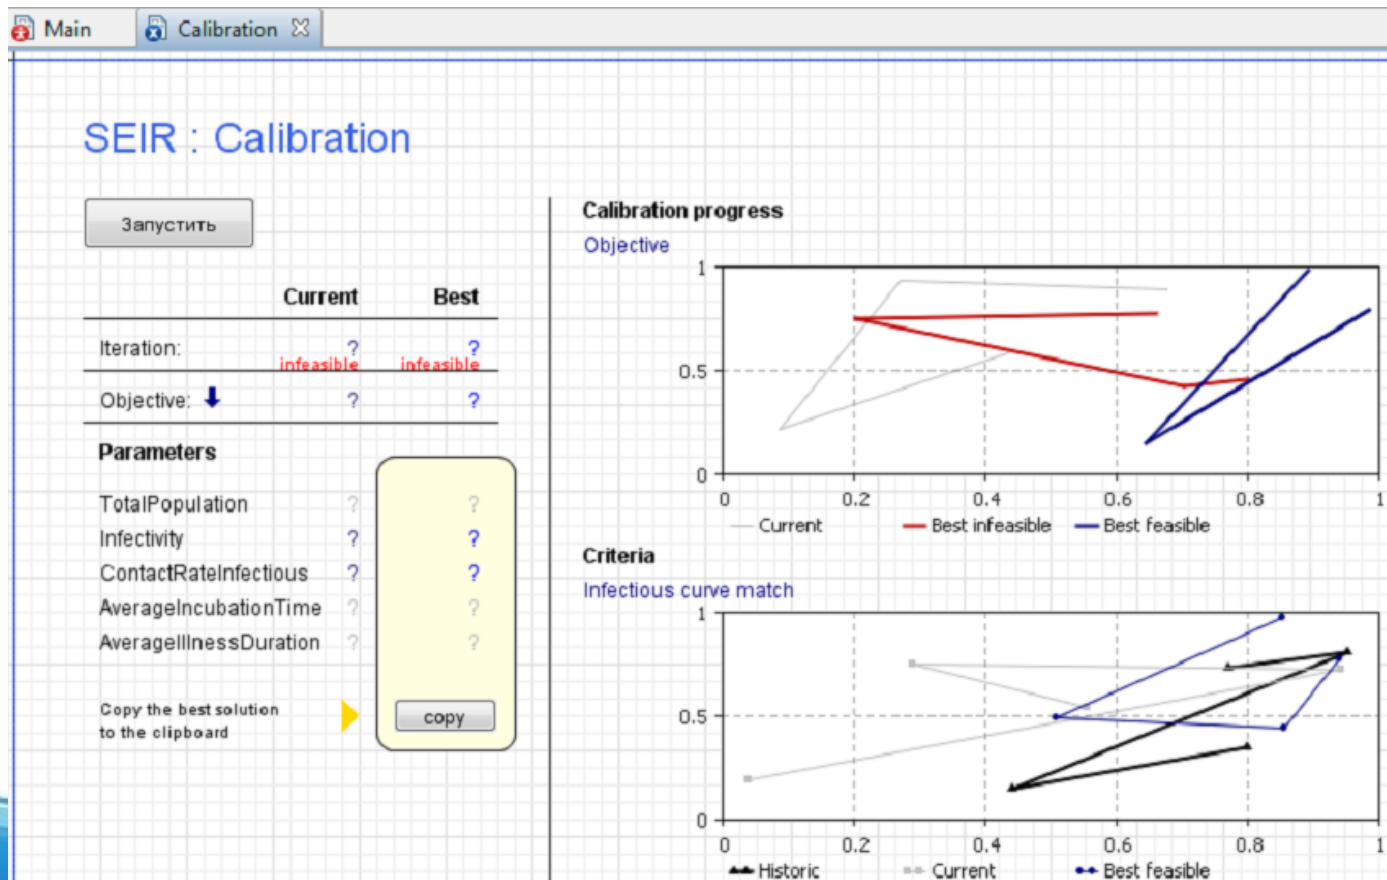 Main
Calibration
SEIR : Calibration
Запустить
Current Best
Iteration: ? ?
infeasible infeasible
Objective: ? ?
Parameters
TotalPopulation ? ?
Infectivity ? ?
ContactRateInfectious ? ?
AverageIncubationTime ? ?
AverageIllnessDuration ? ?
Copy the best solution
to the clipboard
copy
Calibration progress
Objective
1
0.5
0
0 0.2 0.4 0.6 0.8 1
Current Best infeasible Best feasible
Criteria
Infectious curve match
1
0.5
0
0 0.2 0.4 0.6 0.8 1
Historic Current Best feasible